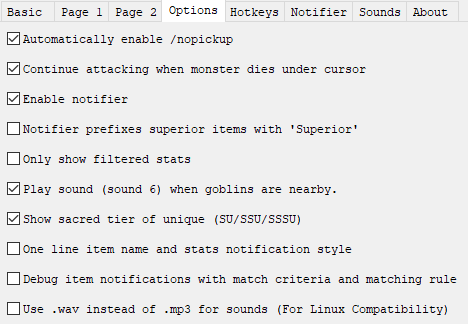 Basic Page 1 Page 2 Options Hotkeys Notifier Sounds About
Automatically enable /nopickup
Continue attacking when monster dies under cursor
Enable notifier
Notifier prefixes superior items with 'Superior'
Only show filtered stats
Play sound (sound 6) when goblins are nearby.
Show sacred tier of unique (SU/SSU/SSSU)
One line item name and stats notification style
Debug item notifications with match criteria and matching rule
Use .wav instead of .mp3 for sounds (For Linux Compatibility)